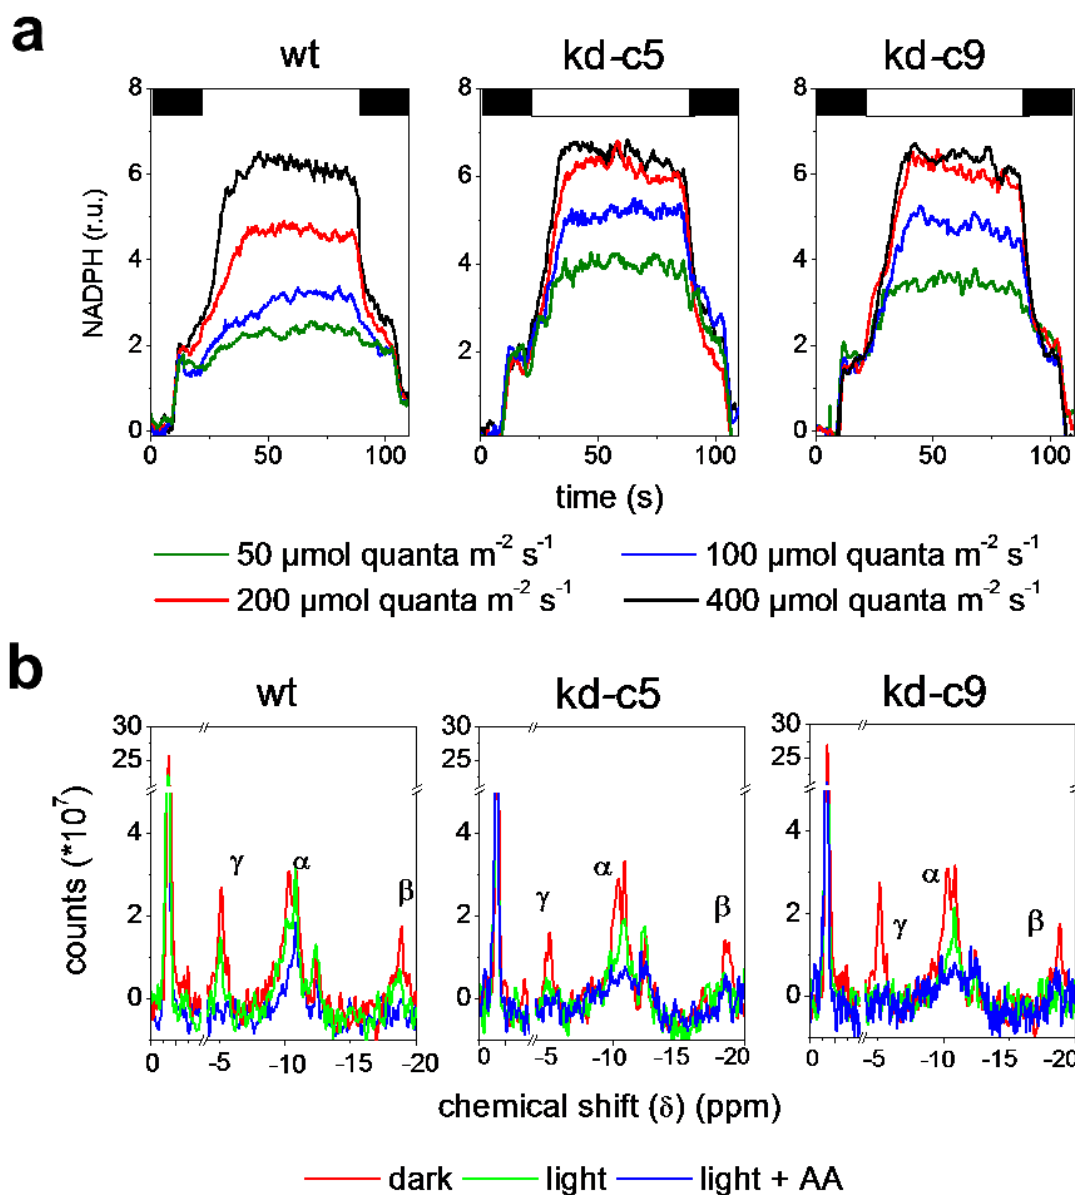 a
wt kd-c5 kd-c9
8 8 8
6 6 6
4 4 4
2 2 2
0 0
NADPH (r.u.)
0 50 100 0 50 100 0 50 100
time (s)
50 µmol quanta m⁻² s⁻¹ 100 µmol quanta m⁻² s⁻¹
200 µmol quanta m⁻² s⁻¹ 400 µmol quanta m⁻² s⁻¹
b
wt kd-c5 kd-c9
30 30 30
25 25 25
4 4 4
2 2 2
0 0 0
counts (*10⁷)
γ α β γ α β γ α β
0 -5 -10 -15 -20 0 -5 -10 -15 -20 0 -5 -10 -15 -20
chemical shift (δ) (ppm)
dark light light + AA